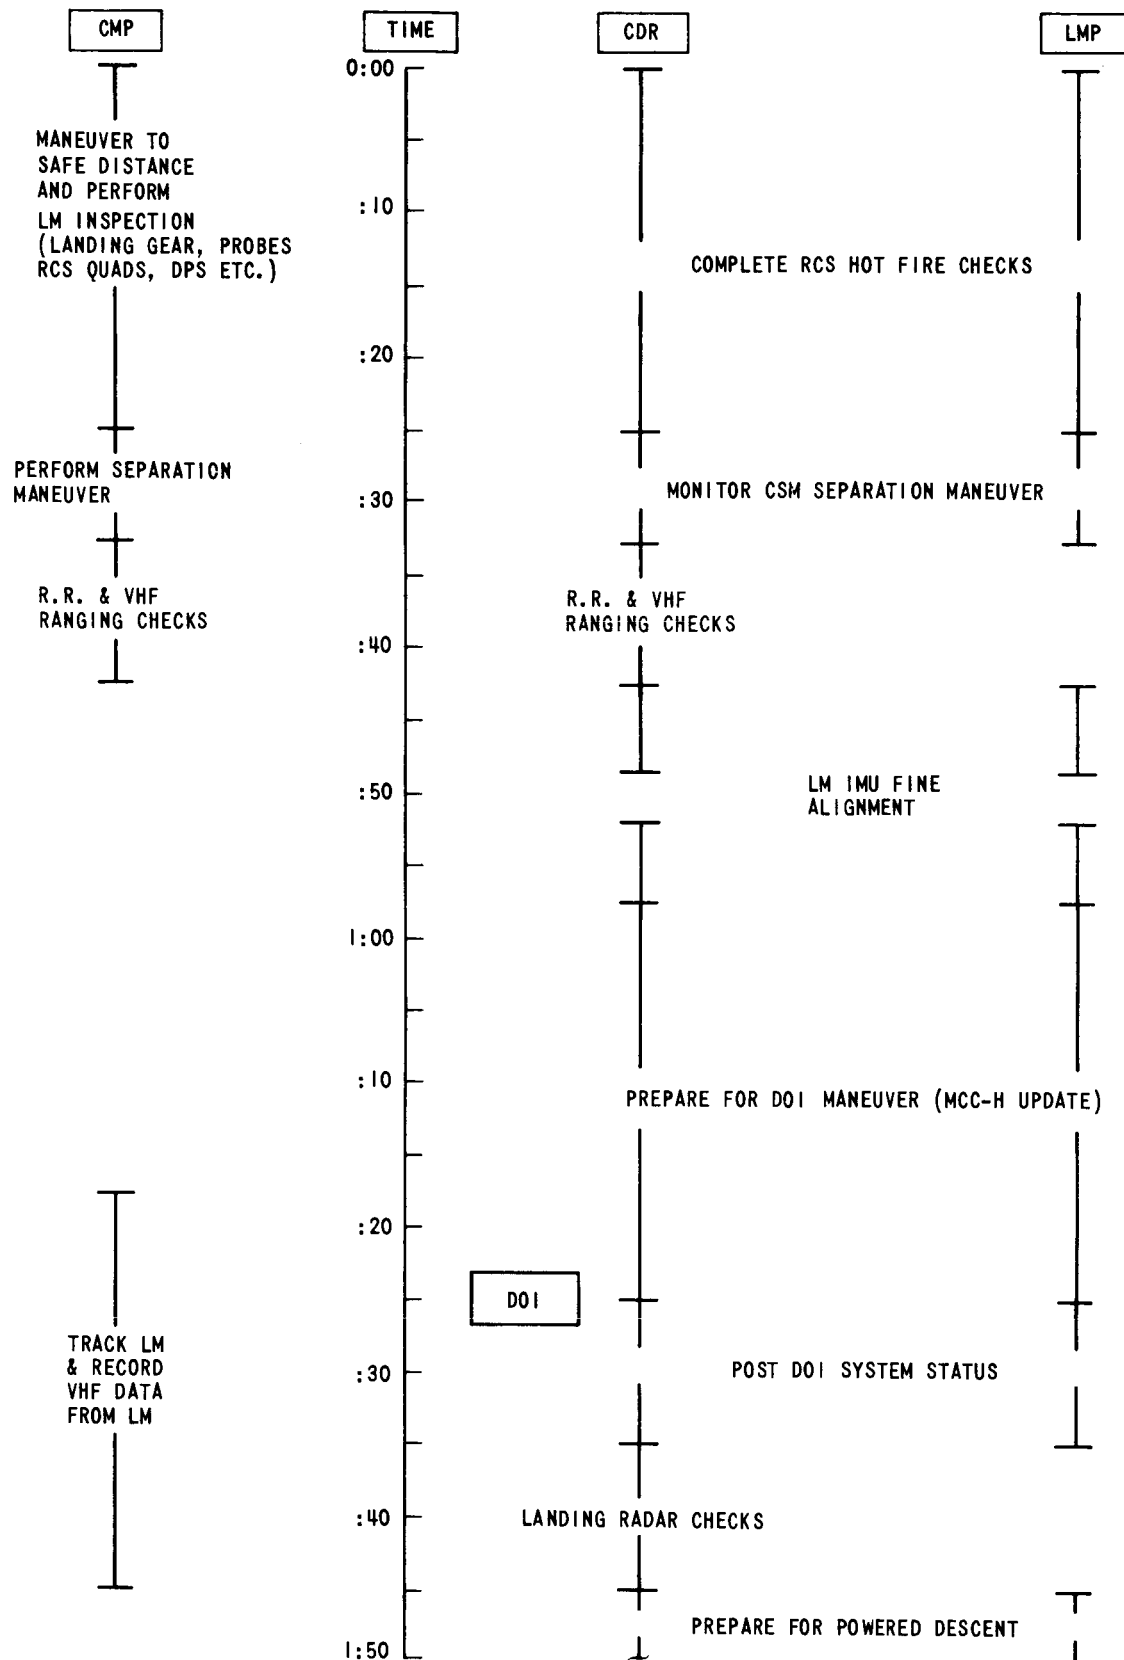 CMP TIME CDR LMP
0:00
MANEUVER TO
SAFE DISTANCE
AND PERFORM
LM INSPECTION
(LANDING GEAR, PROBES
RCS QUADS, DPS ETC.)
:10
COMPLETE RCS HOT FIRE CHECKS
:20
PERFORM SEPARATION
MANEUVER
:30
MONITOR CSM SEPARATION MANEUVER
R.R. & VHF
RANGING CHECKS
R.R. & VHF
RANGING CHECKS
:40
:50
LM IMU FINE
ALIGNMENT
1:00
:10
PREPARE FOR DOI MANEUVER (MCC-H UPDATE)
:20
DOI
TRACK LM
& RECORD
VHF DATA
FROM LM
:30
POST DOI SYSTEM STATUS
:40
LANDING RADAR CHECKS
PREPARE FOR POWERED DESCENT
1:50